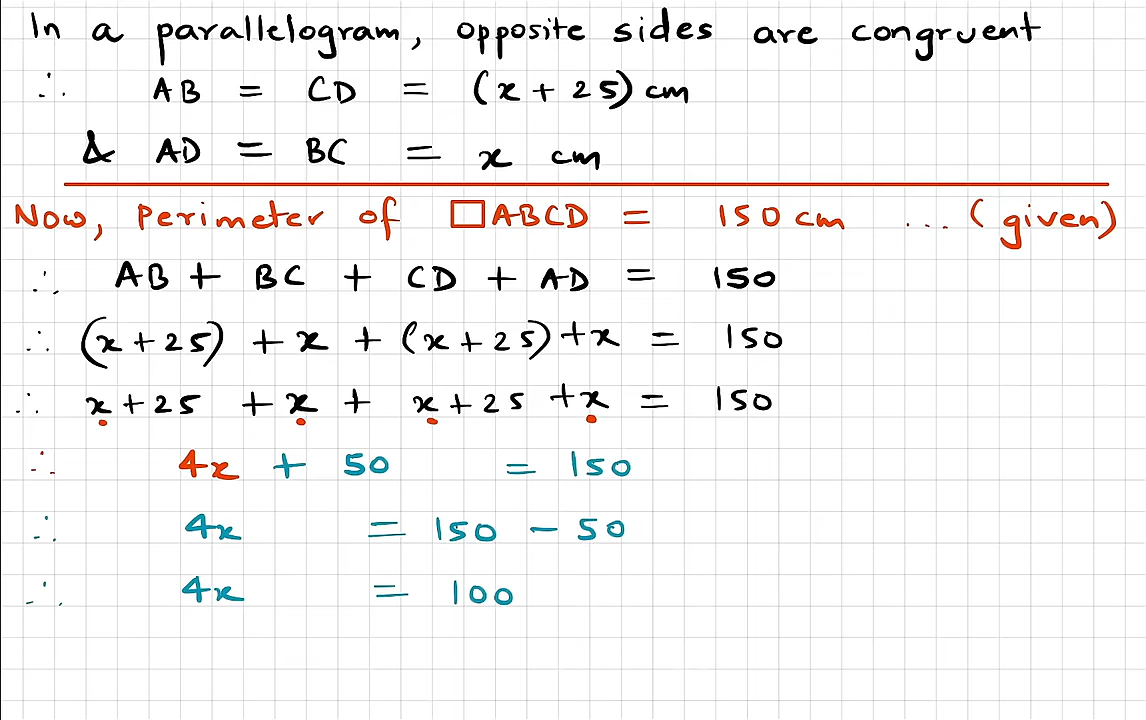 In a parallelogram, opposite sides are congruent
∴ AB = CD = (x + 25) cm
& AD = BC = x cm
Now, Perimeter of □ABCD = 150 cm ... (given)
∴ AB + BC + CD + AD = 150
∴ (x + 25) + x + (x + 25) + x = 150
∴ x + 25 + x + x + 25 + x = 150
∴ 4x + 50 = 150
∴ 4x = 150 - 50
∴ 4x = 100